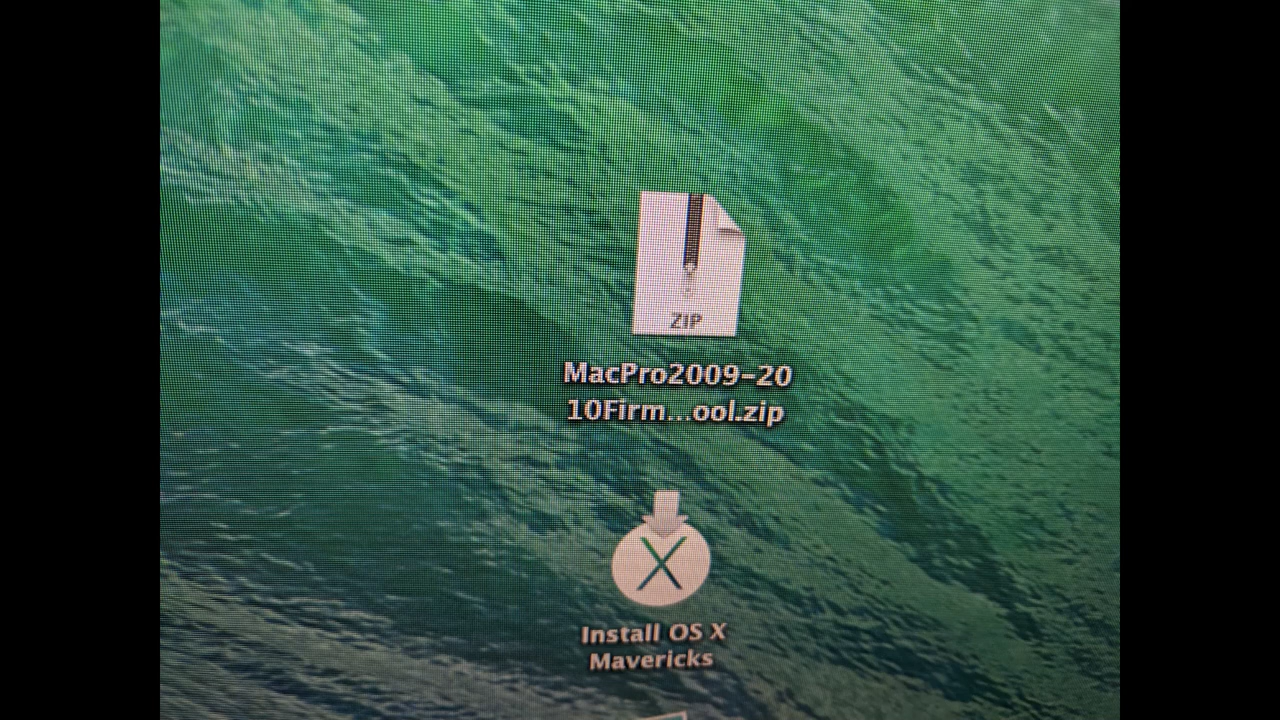 ZIP
MacPro2009-20
10Firm...ool.zip
X
Install OS X
Mavericks